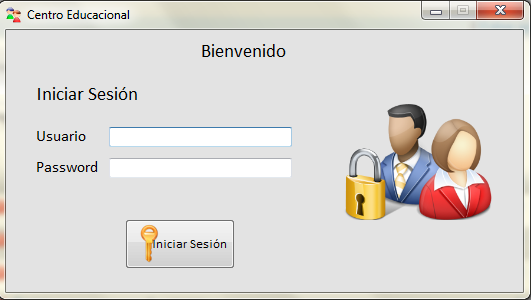 Centro Educacional
Bienvenido
Iniciar Sesión
Usuario
Password
Iniciar Sesión